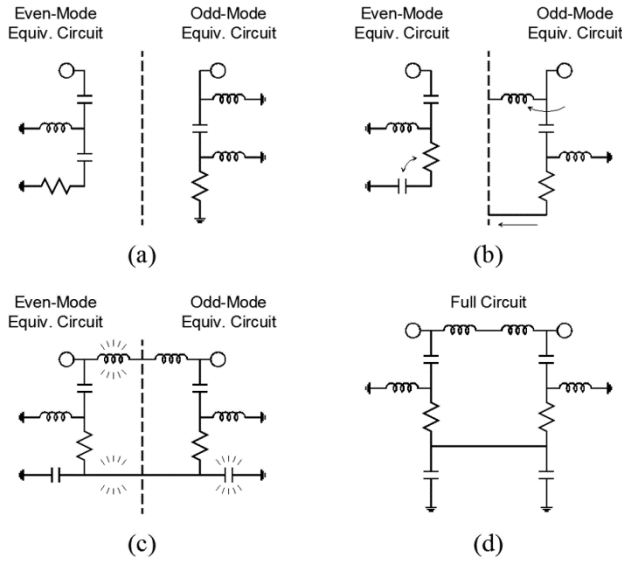 Even-Mode
Equiv. Circuit
Odd-Mode
Equiv. Circuit
(a)
Even-Mode
Equiv. Circuit
Odd-Mode
Equiv. Circuit
(b)
Even-Mode
Equiv. Circuit
Odd-Mode
Equiv. Circuit
(c)
Full Circuit
(d)